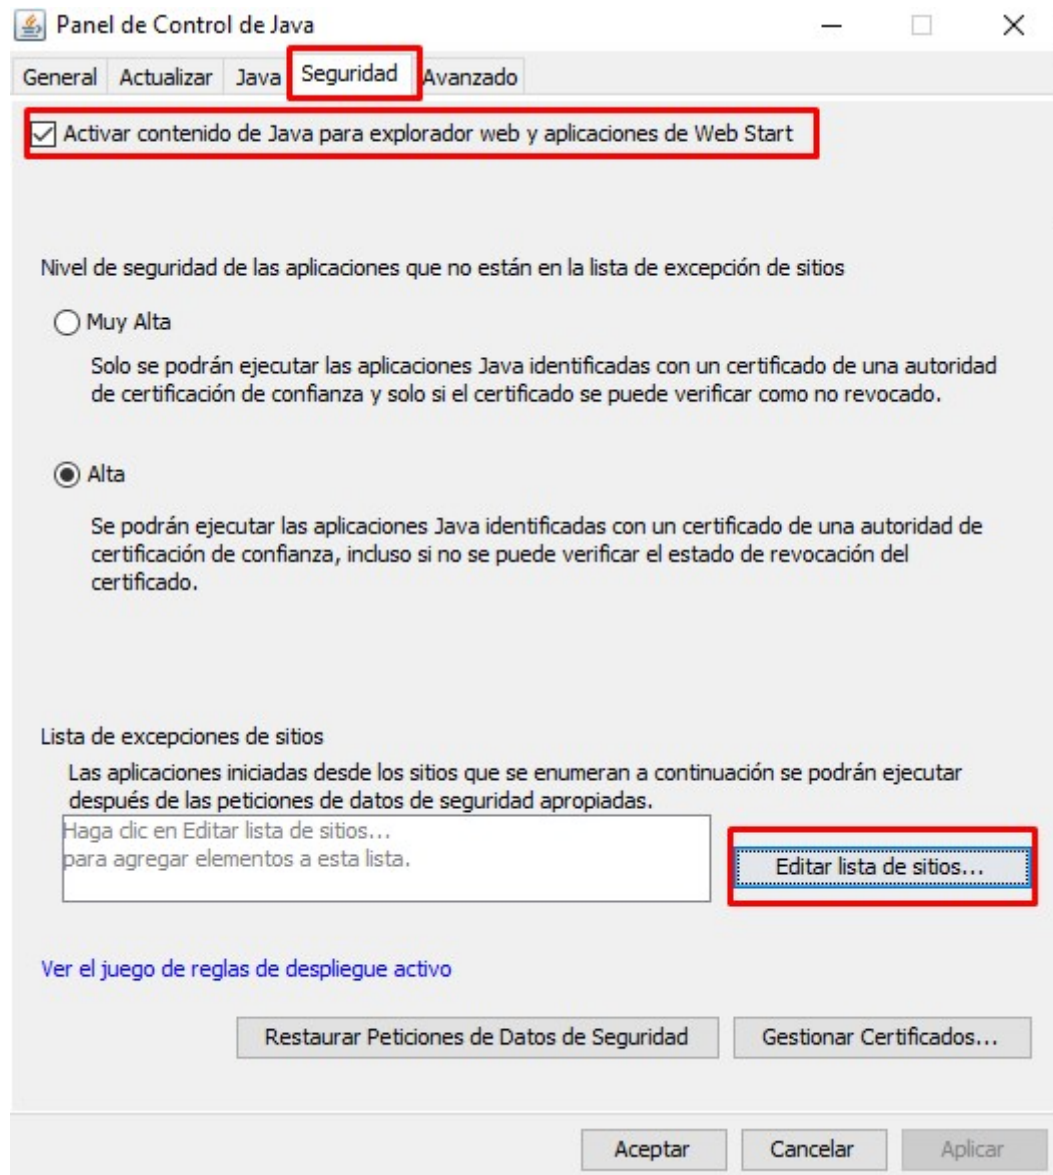 Panel de Control de Java
General Actualizar Java Seguridad Avanzado
Activar contenido de Java para explorador web y aplicaciones de Web Start
Nivel de seguridad de las aplicaciones que no están en la lista de excepción de sitios
Muy Alta
Solo se podrán ejecutar las aplicaciones Java identificadas con un certificado de una autoridad
de certificación de confianza y solo si el certificado se puede verificar como no revocado.
Alta
Se podrán ejecutar las aplicaciones Java identificadas con un certificado de una autoridad de
certificación de confianza, incluso si no se puede verificar el estado de revocación del
certificado.
Lista de excepciones de sitios
Las aplicaciones iniciadas desde los sitios que se enumeran a continuación se podrán ejecutar
después de las peticiones de datos de seguridad apropiadas.
Haga clic en Editar lista de sitios...
para agregar elementos a esta lista.
Editar lista de sitios...
Ver el juego de reglas de despliegue activo
Restaurar Peticiones de Datos de Seguridad Gestionar Certificados...
Aceptar Cancelar Aplicar